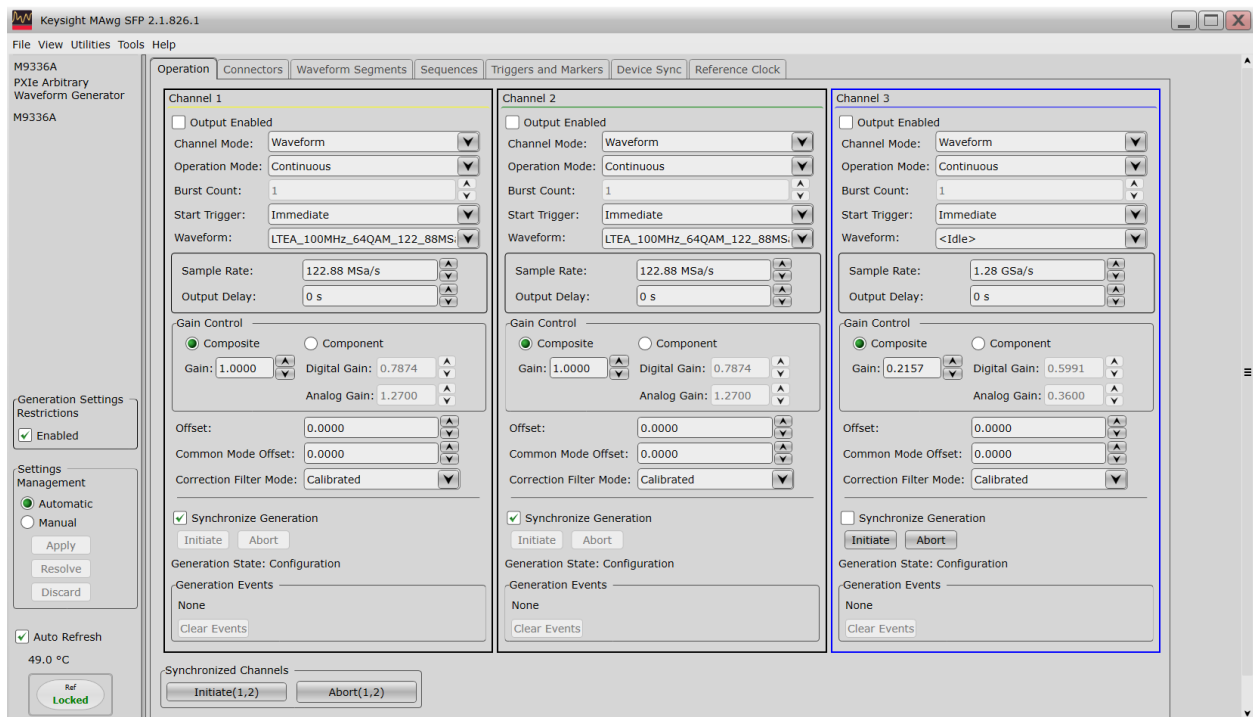 Keysight MAwg SFP 2.1.826.1
File View Utilities Tools Help
M9336A
PXIe Arbitrary
Waveform Generator
M9336A
Generation Settings
Restrictions
Enabled
Settings
Management
Automatic
Manual
Apply
Resolve
Discard
Auto Refresh
49.0 °C
Ref
Locked
Operation Connectors Waveform Segments Sequences Triggers and Markers Device Sync Reference Clock
Channel 1
Output Enabled
Channel Mode: Waveform
Operation Mode: Continuous
Burst Count: 1
Start Trigger: Immediate
Waveform: LTEA_100MHz_64QAM_122_88MS
Sample Rate: 122.88 MSa/s
Output Delay: 0 s
Gain Control
Composite Component
Gain: 1.0000 Digital Gain: 0.7874
Analog Gain: 1.2700
Offset: 0.0000
Common Mode Offset: 0.0000
Correction Filter Mode: Calibrated
Synchronize Generation
Initiate Abort
Generation State: Configuration
Generation Events
None
Clear Events
Channel 2
Output Enabled
Channel Mode: Waveform
Operation Mode: Continuous
Burst Count: 1
Start Trigger: Immediate
Waveform: LTEA_100MHz_64QAM_122_88MS
Sample Rate: 122.88 MSa/s
Output Delay: 0 s
Gain Control
Composite Component
Gain: 1.0000 Digital Gain: 0.7874
Analog Gain: 1.2700
Offset: 0.0000
Common Mode Offset: 0.0000
Correction Filter Mode: Calibrated
Synchronize Generation
Initiate Abort
Generation State: Configuration
Generation Events
None
Clear Events
Channel 3
Output Enabled
Channel Mode: Waveform
Operation Mode: Continuous
Burst Count: 1
Start Trigger: Immediate
Waveform: <Idle>
Sample Rate: 1.28 GSa/s
Output Delay: 0 s
Gain Control
Composite Component
Gain: 0.2157 Digital Gain: 0.5991
Analog Gain: 0.3600
Offset: 0.0000
Common Mode Offset: 0.0000
Correction Filter Mode: Calibrated
Synchronize Generation
Initiate Abort
Generation State: Configuration
Generation Events
None
Clear Events
Synchronized Channels
Initiate(1,2) Abort(1,2)